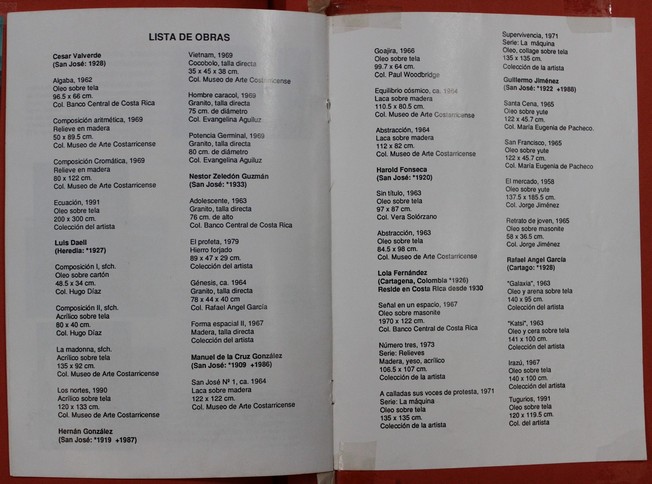 LISTA DE OBRAS
Cesar Valverde
(San José: *1928)
Algaba, 1962
Oleo sobre tela
96.5 x 66 cm.
Col. Banco Central de Costa Rica
Composición aritmética, 1969
Relieve en madera
50 x 89.5 cm.
Col. Museo de Arte Costarricense
Composición Cromática, 1969
Relieve en madera
80 x 122 cm.
Col. Museo de Arte Costarricense
Ecuación, 1991
Oleo sobre tela
200 x 300 cm.
Colección del artista
Luis Daell
(Heredia: *1927)
Composición I, sfch.
Oleo sobre cartón
48.5 x 34 cm.
Col. Hugo Díaz
Composición II, sfch.
Acrílico sobre tela
80 x 40 cm.
Col. Hugo Díaz
La madonna, sfch.
Acrílico sobre tela
135 x 92 cm.
Col. Museo de Arte Costarricense
Los nortes, 1990
Acrílico sobre tela
120 x 133 cm.
Col. Museo de Arte Costarricense
Hernán González
(San José: *1919 +1987)
Vietnam, 1969
Cocobolo, talla directa
35 x 45 x 38 cm.
Col. Museo de Arte Costarricense
Hombre caracol, 1969
Granito, talla directa
75 cm. de diámetro
Col. Evangelina Aguiluz
Potencia Germinal, 1969
Granito, talla directa
80 cm. de diámetro
Col. Evangelina Aguiluz
Nestor Zeledón Guzmán
(San José: *1933)
Adolescente, 1963
Granito, talla directa
76 cm. de alto
Col. Banco Central de Costa Rica
El profeta, 1979
Hierro forjado
89 x 47 x 29 cm.
Colección del artista
Génesis, ca. 1964
Granito, talla directa
78 x 44 x 40 cm
Col. Rafael Angel García
Forma espacial II, 1967
Madera, talla directa
Colección del artista
Manuel de la Cruz González
(San José: *1909 +1986)
San José Nº 1, ca. 1964
Laca sobre madera
122 x 122 cm.
Col. Museo de Arte Costarricense
Goajira, 1966
Oleo sobre tela
99.7 x 64 cm.
Col. Paul Woodbridge
Equilibrio cósmico, ca. 1964
Laca sobre madera
110.5 x 80.5 cm.
Col. Museo de Arte Costarricense
Abstracción, 1964
Laca sobre madera
112 x 82 cm.
Col. Museo de Arte Costarricense
Harold Fonseca
(San José: *1920)
Sin título, 1963
Oleo sobre tela
97 x 87 cm.
Col. Vera Solórzano
Abstracción, 1963
Oleo sobre tela
84.5 x 98 cm.
Col. Museo de Arte Costarricense
Lola Fernández
(Cartagena, Colombia *1926)
Reside en Costa Rica desde 1930
Señal en un espacio, 1967
Oleo sobre masonite
1970 x 122 cm.
Col. Banco Central de Costa Rica
Número tres, 1973
Serie: Relieves
Madera, yeso, acrílico
106.5 x 107 cm.
Colección de la artista
A calladas sus voces de protesta, 1971
Serie: La máquina
Oleo sobre tela
135 x 135 cm.
Colección de la artista
Supervivencia, 1971
Serie: La máquina
Oleo, collage sobre tela
135 x 135 cm.
Colección de la artista
Guillermo Jiménez
(San José: *1922 +1986)
Santa Cena, 1965
Oleo sobre yute
122 x 45.7 cm.
Col. María Eugenia de Pacheco.
San Francisco, 1965
Oleo sobre yute
122 x 45.7 cm.
Col. María Eugenia de Pacheco
El mercado, 1958
Oleo sobre yute
137.5 x 185.5 cm.
Col. Jorge Jiménez
Retrato de joven, 1965
Oleo sobre masonite
58 x 36.5 cm.
Col. Jorge Jiménez
Rafael Angel García
(Cartago: *1928)
"Galaxia", 1963
Oleo y arena sobre tela
140 x 95 cm.
Colección del artista
"Katsi", 1963
Oleo y cera sobre tela
141 x 100 cm.
Colección del artista
Irazú, 1967
Oleo sobre tela
140 x 100 cm.
Colección del artista
Tugurios, 1991
Oleo sobre tela
120 x 119.5 cm.
Col. del artista